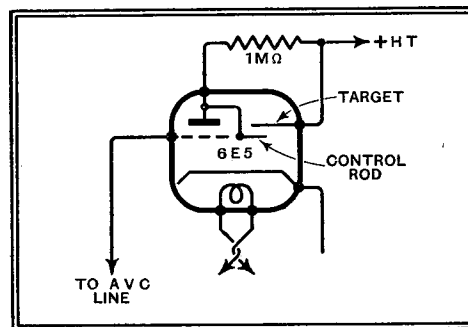 +HT
1MΩ
TARGET
6E5
CONTROL
ROD
TO AVC
LINE